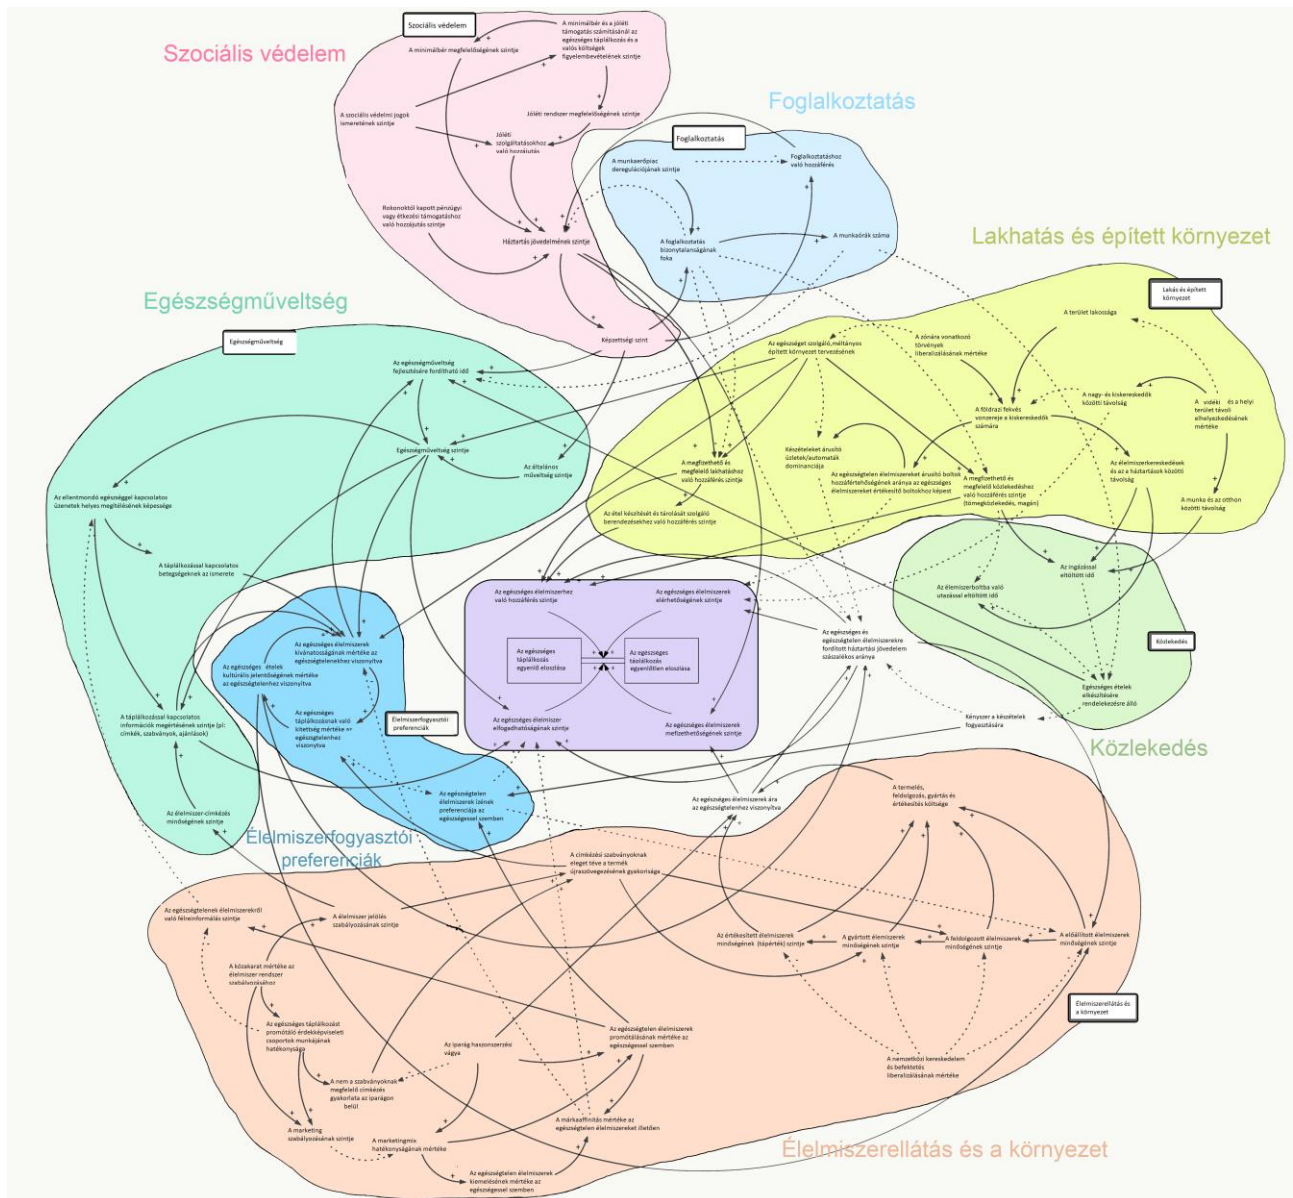 Szociális védelem
Szociális védelem
A minimálbér megfelelőségének szintje
A minimálbér és a jóléti
támogatás számításánál az
egészséges táplálkozás és a
valós költségek
figyelembevételének szintje
A szociális védelmi jogok
ismeretének szintje
Jóléti rendszer megfelelőségének szintje
Jóléti
szolgáltatásokhoz
való hozzájutás
Rokonoktól kapott pénzügyi
vagy étkezési támogatáshoz
való hozzájutás szintje
Háztartás jövedelmének szintje
Képzettségi szint
Foglalkoztatás
Foglalkoztatás
A munkaerőpiac
deregulációjának szintje
Foglalkoztatáshoz
való hozzáférés
A foglalkoztatás
bizonytalanságának
foka
A munkaórák száma
Lakhatás és épített környezet
Lakás és épített
környezet
A terület lakossága
Az egészséget szolgáló,méltányos
épített környezet tervezésének
A zónára vonatkozó
törvények
liberalizálásának mértéke
A nagy- és kiskereskedők
közötti távolság
A vidéki és a helyi
terület távoli
elhelyezkedésének
mértéke
A földrazi fekvés
vonzereje a kiskereskedők
számára
Készételeket árusító
üzletek/automaták
dominanciája
A megfizethető és
megfelelő lakhatáshoz
való hozzáférés szintje
Az egészségtelen élelmiszereket árusító boltok
hozzáférhetőségének aránya az egészséges
élelmiszereket értékesítő boltokhoz képest
A megfizethető és
megfelelő közlekedéshez
való hozzáférés szintje
(tömegközlekedés, magán)
Az élelmiszerkereskedések
és az a háztartások közötti
távolság
Az étel készítését és tárolását szolgáló
berendezésekhez való hozzáférés szintje
A munka és az otthon
közötti távolság
Egészségműveltség
Egészségműveltség
Az egészségműveltség
fejlesztésére fordítható idő
Egészségműveltség szintje
Az általános
műveltség szintje
Az ellentmondó egészséggel kapcsolatos
üzenetek helyes megítélésének képessége
A táplálkozással kapcsolatos
betegségeknek az ismerete
A táplálkozással kapcsolatos
információk megértésének szintje (pl:
címkék, szabványok, ajánlások)
Az élelmiszer-címkézés
minőségének szintje
Az egészséges élelmiszerek
kívánatosságának mértéke az
egészségtelenekhez viszonyítva
Az egészséges ételek
kultúrális jelentőségének mértéke
az egészségtelenhez viszonyítva
Az egészséges
táplálkozásnak való
kitettség mértéke
egészségtelenhez
viszonyítva
Élelmiszerfogyasztói
preferenciák
Az egészségtelen
élelmiszerek ízének
preferenciája az
egészségessel szemben
Élelmiszerfogyasztói
preferenciák
Az egészséges élelmiszerhez
való hozzáférés szintje
Az egészséges élelmiszerek
elérhetőségének szintje
Az egészséges
táplálkozás
egyenlő eloszlása
Az egészséges
táplálkozás
egyenlőtlen eloszlása
Az egészséges élelmiszer
elfogadhatóságának szintje
Az egészséges élelmiszerek
mefizethetőségének szintje
Az egészséges és
egészségtelen élelmiszerekre
fordított háztartási jövedelem
százalékos aránya
Az ingázással
eltöltött idő
Az élemiszerboltba való
utazással eltöltött idő
Közlekedés
Egészséges ételek
elkészítésére
rendelekezésre álló
Kényszer a készételek
fogyasztására
Közlekedés
Az egészséges élelmiszerek ára
az egészségtelenhez viszonyítva
A termelés,
feldolgozás, gyártás és
értékesítés költsége
A címkézési szabványoknak
eleget téve a termék
újraszövegezésének gyakorisága
Az egészségtelenek élelmiszerekről
való félreinformálás szintje
A élelmiszer jelölés
szabályozásának szintje
Az értékesített élelmiszerek
minőségének (tápérték) szintje
A gyártott élemiszerek
minőségének szintje
A feldolgozott élelmiszerek
minőségének szintje
A előállított élelmiszerek
minőségének szintje
A közakarat mértéke az
élelmiszer rendszer
szabályozásához
Az egészséges táplálkozást
promótáló érdekképviseleti
csoportok munkájának
hatékonysága
Az iparág haszonszerzési
vágya
Az egészségtelen élelmiszerek
promótálásának mértéke az
egészségessel szemben
Élelmiszerellátás és
a környezet
A nemzetközi kereskedelem
és befektetés
liberalizálásának mértéke
A nem a szabványoknak
megfelelő címkézés
gyakorlata az iparágon
belül
A marketing
szabályozásának szintje
A marketingmix
hatékonyságának mértéke
A márkaaffinitás mértéke az
egészségtelen élelmiszereket illetően
Az egészségtelen élelmiszerek
kiemelésének mértéke az
egészségessel szemben
Élelmiszerellátás és a környezet